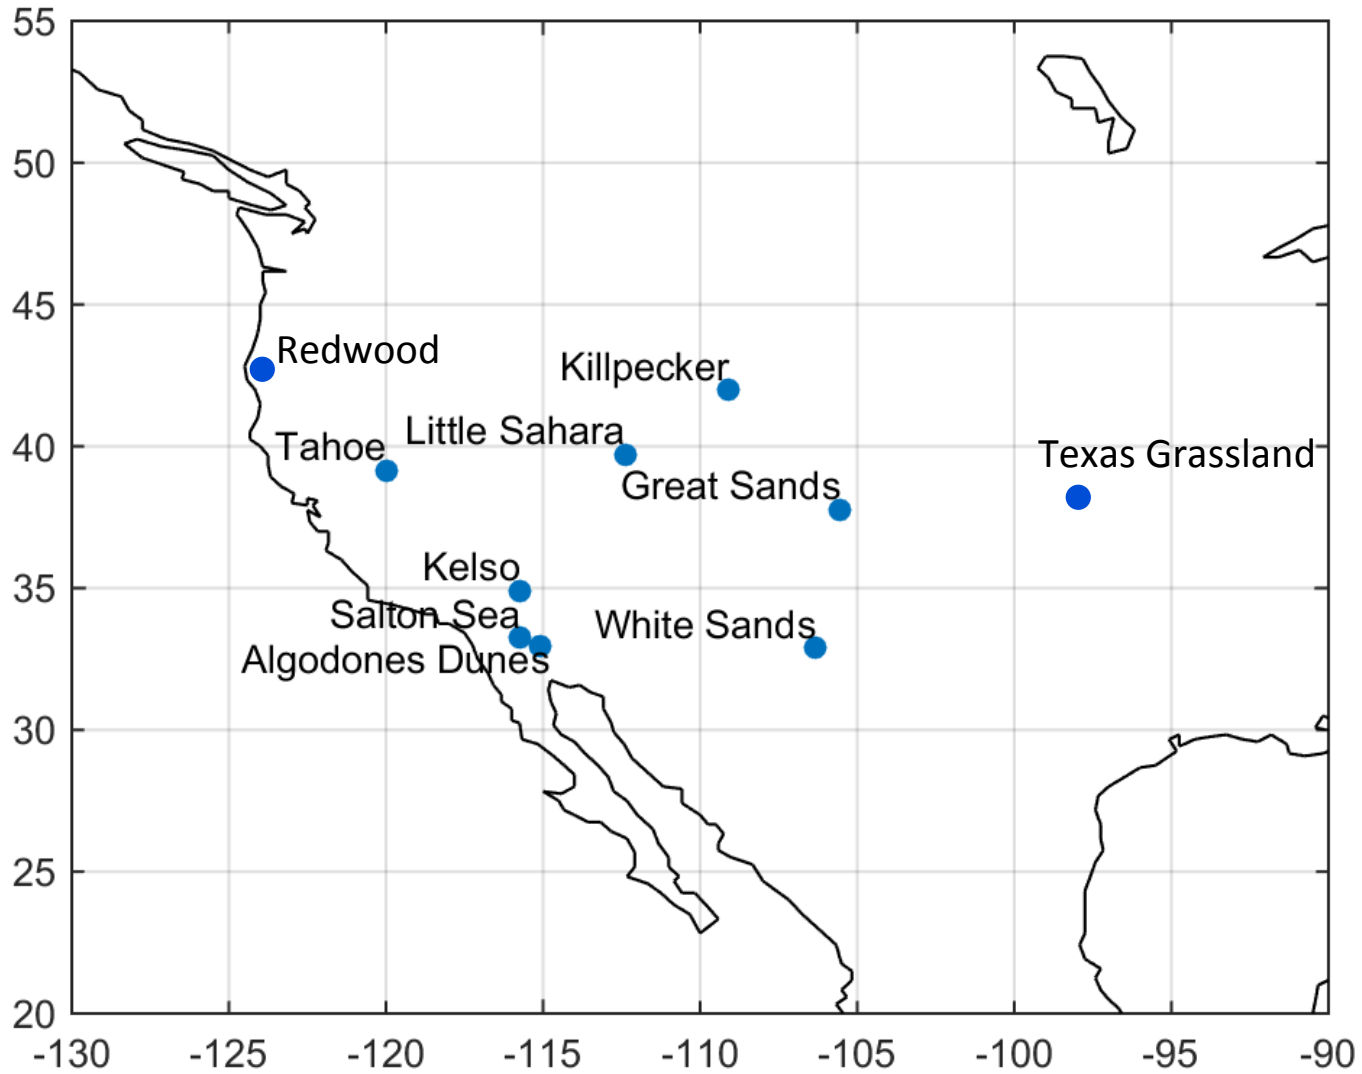 55
50
45
Redwood
Killpecker
Little Sahara
40
Tahoe
Texas Grassland
Great Sands
Kelso
35
Salton Sea
White Sands
Algodones Dunes
30
25
20
-130
-125
-120
-115
-110
-105
-100
-95
-90